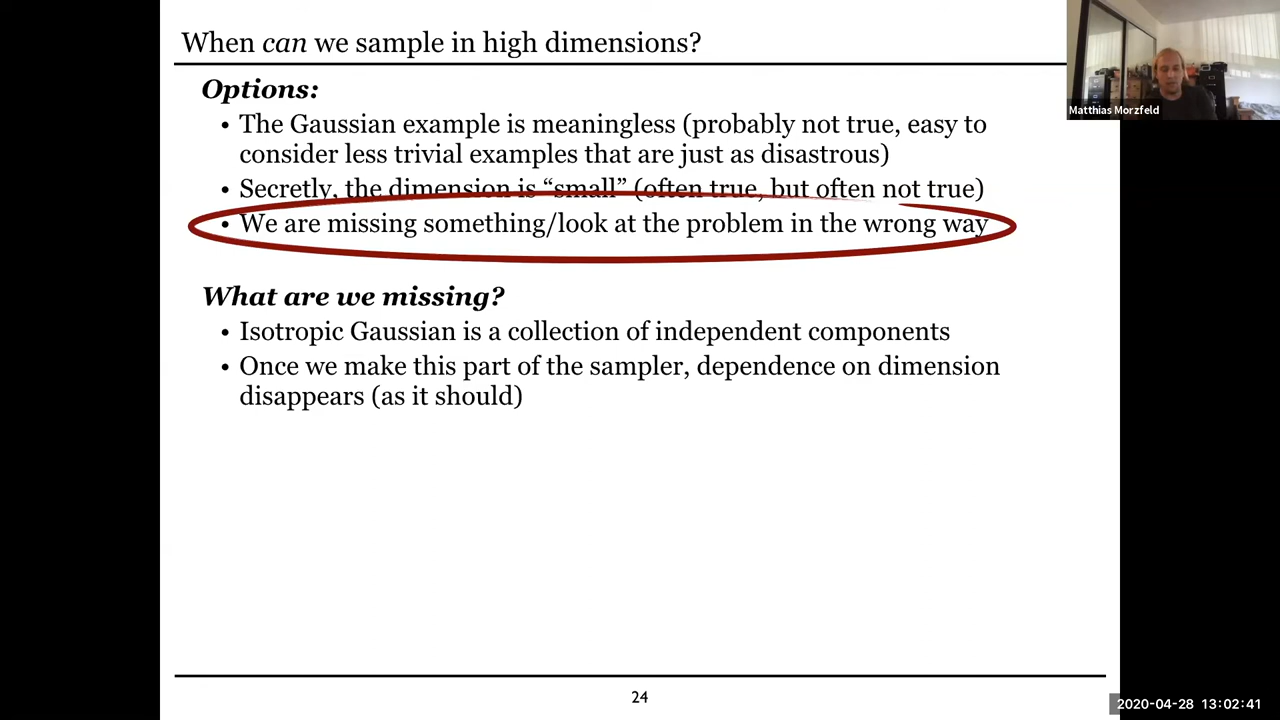 When can we sample in high dimensions?
Options:
• The Gaussian example is meaningless (probably not true, easy to
consider less trivial examples that are just as disastrous)
• Secretly, the dimension is “small” (often true, but often not true)
• We are missing something/look at the problem in the wrong way
What are we missing?
• Isotropic Gaussian is a collection of independent components
• Once we make this part of the sampler, dependence on dimension
disappears (as it should)
24
Matthias Morzfeld
2020-04-28 13:02:41